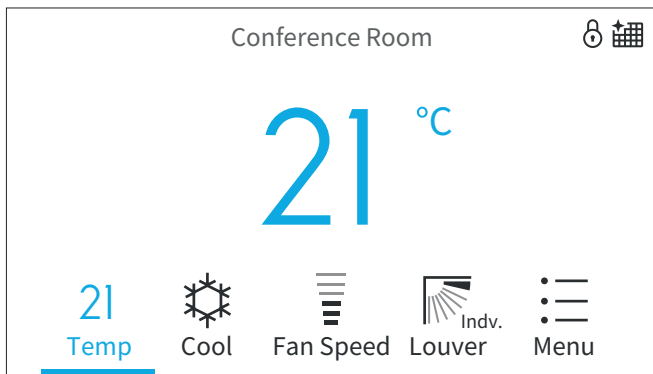 Conference Room
21 °C
21
Indv.
Temp Cool Fan Speed Louver Menu